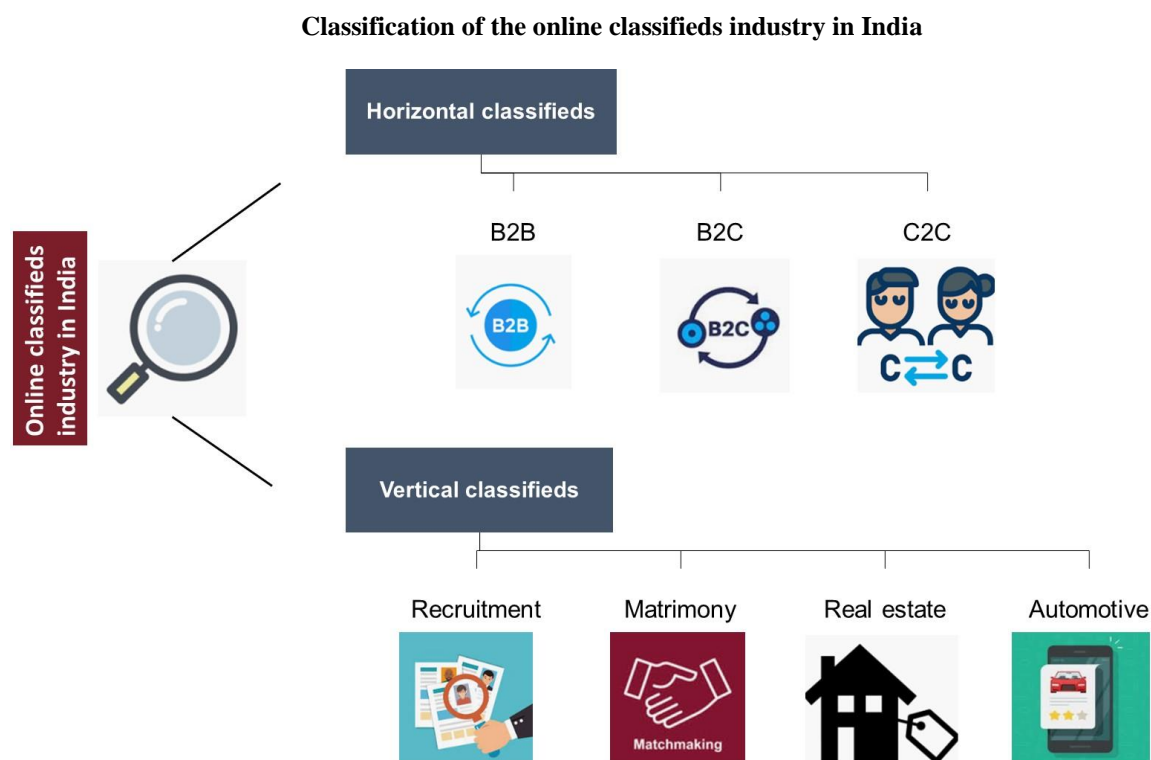 Classification of the online classifieds industry in India
Horizontal classifieds
B2B
B2C
C2C
B2B
B2C
C
C
Online classifieds
industry in India
Vertical classifieds
Recruitment
Matrimony
Real estate
Automotive
Matchmaking